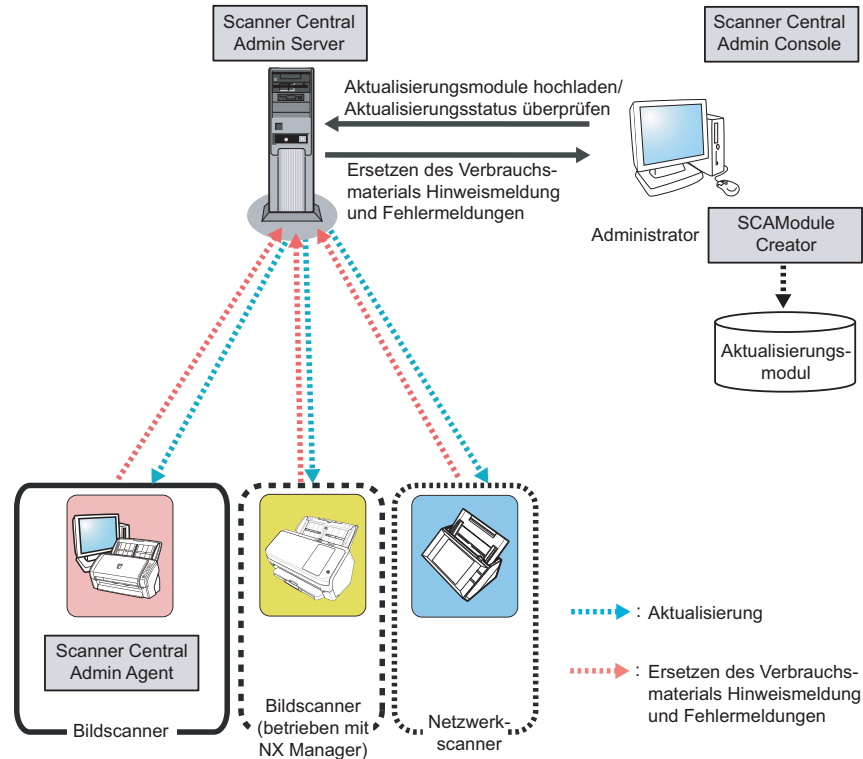 Scanner Central
Admin Server
Scanner Central
Admin Console
Aktualisierungsmodule hochladen/
Aktualisierungsstatus überprüfen
Ersetzen des Verbrauchs-
materials Hinweismeldung
und Fehlermeldungen
Administrator
SCAModule
Creator
Aktualisierungs-
modul
Scanner Central
Admin Agent
Bildscanner
Bildscanner
(betrieben mit
NX Manager)
Netzwerk-
scanner
: Aktualisierung
: Ersetzen des Verbrauchs-
materials Hinweismeldung
und Fehlermeldungen